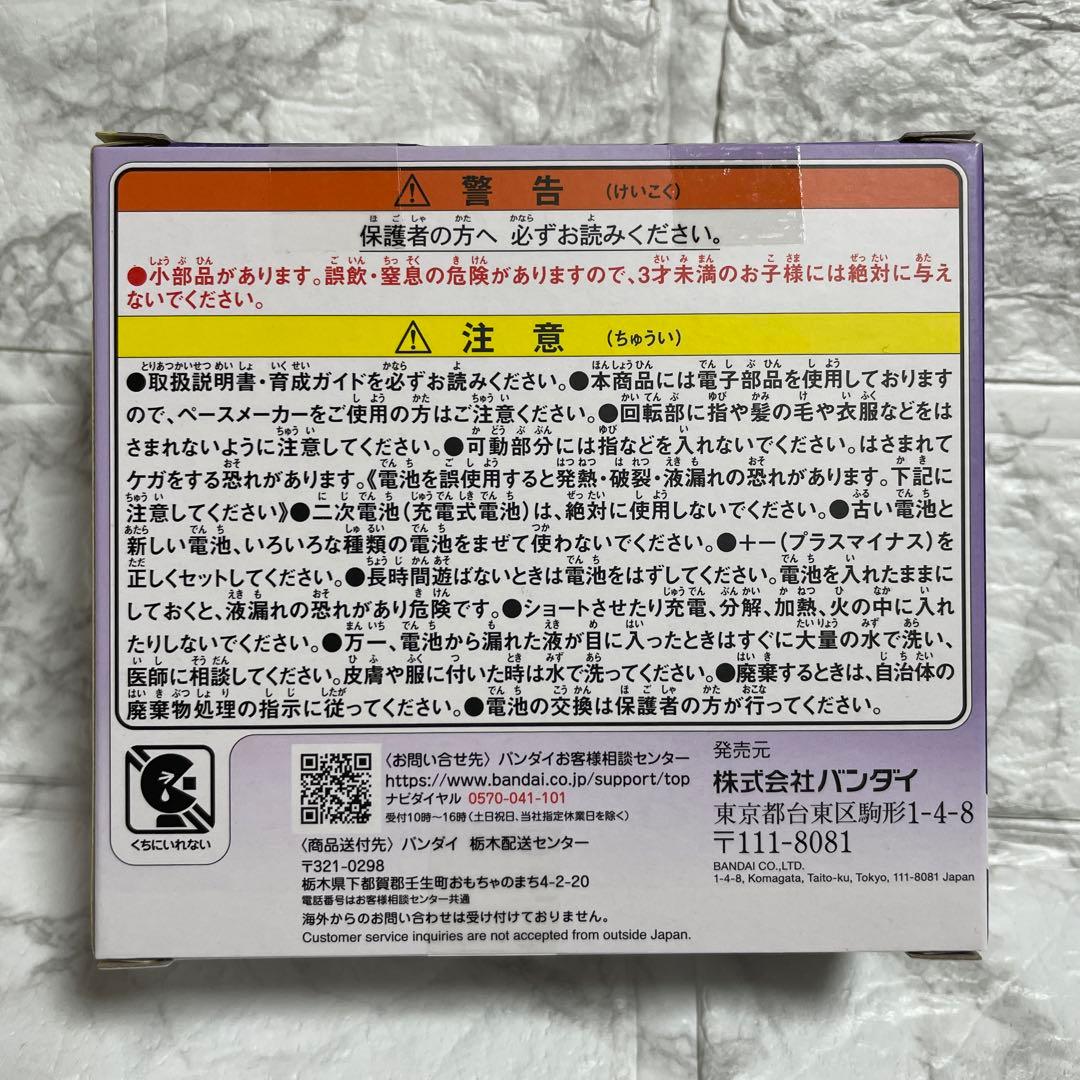 警告 (けいこく)
保護者の方へ 必ずお読みください。
●小部品があります。誤飲・窒息の危険がありますので、3才未満のお子様には絶対に与え
ないでください。
注意 (ちゅうい)
●取扱説明書・育成ガイドを必ずお読みください。●本商品には電子部品を使用しております
ので、ペースメーカーをご使用の方はご注意ください。●回転部に指や髪の毛や衣服などをは
さまれないように注意してください。●可動部分には指などを入れないでください。はさまれて
ケガをする恐れがあります。《電池を誤使用すると発熱・破裂・液漏れの恐れがあります。下記に
注意してください》●二次電池(充電式電池)は、絶対に使用しないでください。●古い電池と
新しい電池、いろいろな種類の電池をまぜて使わないでください。●+-(プラスマイナス)を
正しくセットしてください。●長時間遊ばないときは電池をはずしてください。電池を入れたままに
しておくと、液漏れの恐れがあり危険です。●ショートさせたり充電、分解、加熱、火の中に入れ
たりしないでください。●万一、電池から漏れた液が目に入ったときはすぐに大量の水で洗い、
医師に相談してください。皮膚や服に付いた時は水で洗ってください。●廃棄するときは、自治体の
廃棄物処理の指示に従ってください。●電池の交換は保護者の方が行ってください。
くちにいれない
〈お問い合せ先〉バンダイお客様相談センター
https://www.bandai.co.jp/support/top
ナビダイヤル 0570-041-101
受付10時〜16時(土日祝日、当社指定休業日を除く)
〈商品送付先〉バンダイ 栃木配送センター
〒321-0298
栃木県下都賀郡壬生町おもちゃのまち4-2-20
電話番号はお客様相談センター共通
海外からのお問い合わせは受け付けておりません。
Customer service inquiries are not accepted from outside Japan.
発売元
株式会社バンダイ
東京都台東区駒形1-4-8
〒111-8081
BANDAI CO.,LTD.
1-4-8, Komagata, Taito-ku, Tokyo, 111-8081 Japan